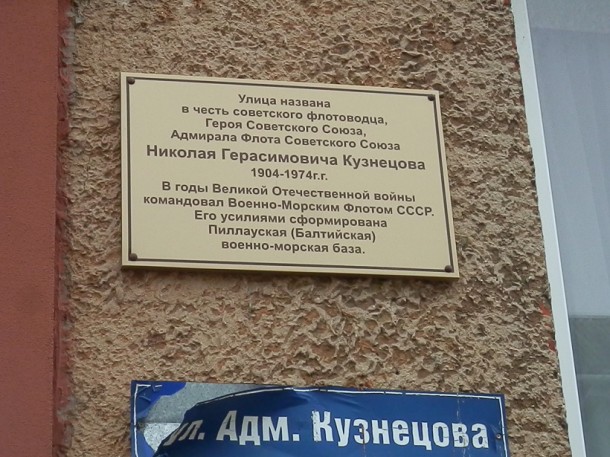 Улица названа
в честь советского флотоводца,
Героя Советского Союза,
Адмирала Флота Советского Союза
Николая Герасимовича Кузнецова
1904-1974г.г.
В годы Великой Отечественной войны
командовал Военно-Морским Флотом СССР.
Его усилиями сформирована
Пиллауская (Балтийская)
военно-морская база.
ул. Адм. Кузнецова